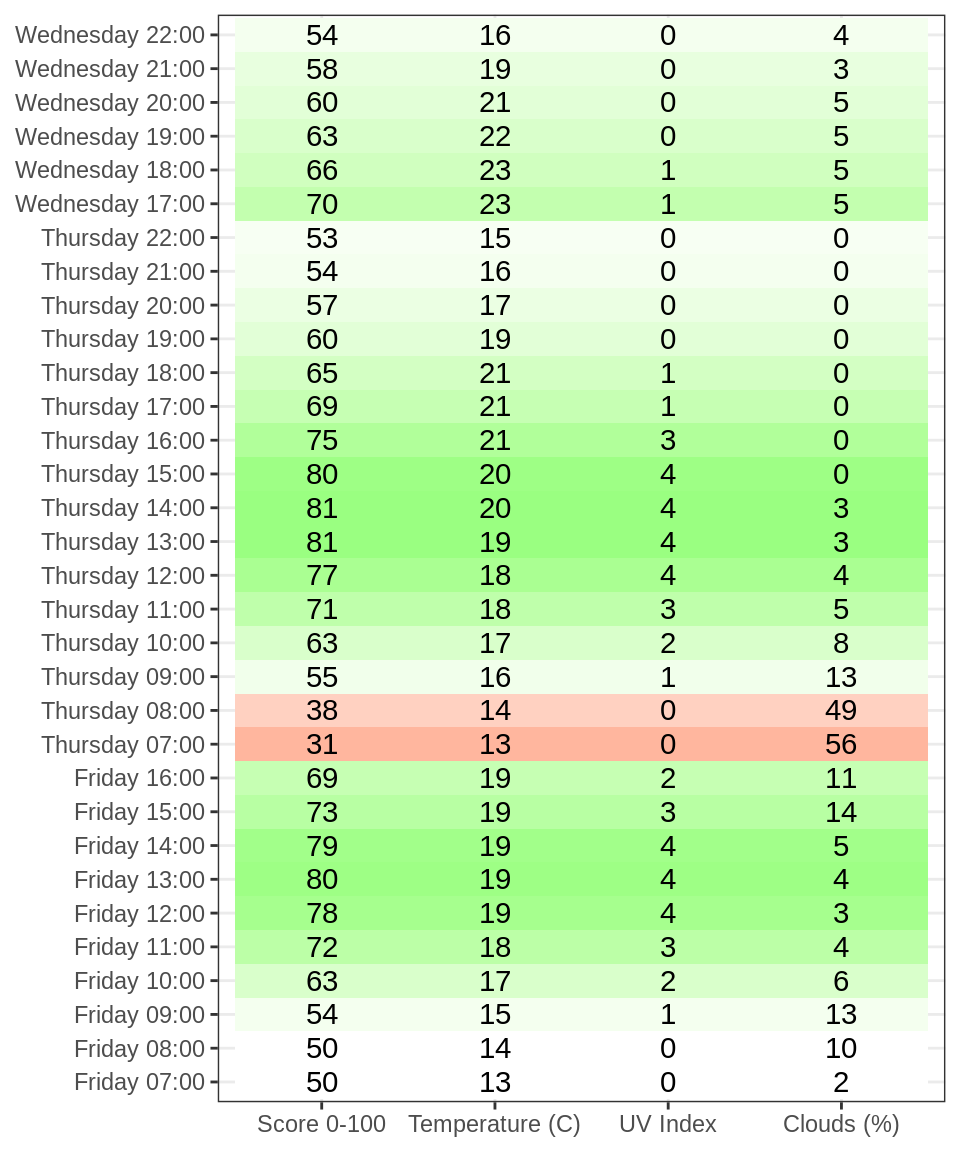 Wednesday 22:00 54 16 0 4
Wednesday 21:00 58 19 0 3
Wednesday 20:00 60 21 0 5
Wednesday 19:00 63 22 0 5
Wednesday 18:00 66 23 1 5
Wednesday 17:00 70 23 1 5
Thursday 22:00 53 15 0 0
Thursday 21:00 54 16 0 0
Thursday 20:00 57 17 0 0
Thursday 19:00 60 19 0 0
Thursday 18:00 65 21 1 0
Thursday 17:00 69 21 1 0
Thursday 16:00 75 21 3 0
Thursday 15:00 80 20 4 0
Thursday 14:00 81 20 4 3
Thursday 13:00 81 19 4 3
Thursday 12:00 77 18 4 4
Thursday 11:00 71 18 3 5
Thursday 10:00 63 17 2 8
Thursday 09:00 55 16 1 13
Thursday 08:00 38 14 0 49
Thursday 07:00 31 13 0 56
Friday 16:00 69 19 2 11
Friday 15:00 73 19 3 14
Friday 14:00 79 19 4 5
Friday 13:00 80 19 4 4
Friday 12:00 78 19 4 3
Friday 11:00 72 18 3 4
Friday 10:00 63 17 2 6
Friday 09:00 54 15 1 13
Friday 08:00 50 14 0 10
Friday 07:00 50 13 0 2
Score 0-100 Temperature (C) UV Index Clouds (%)